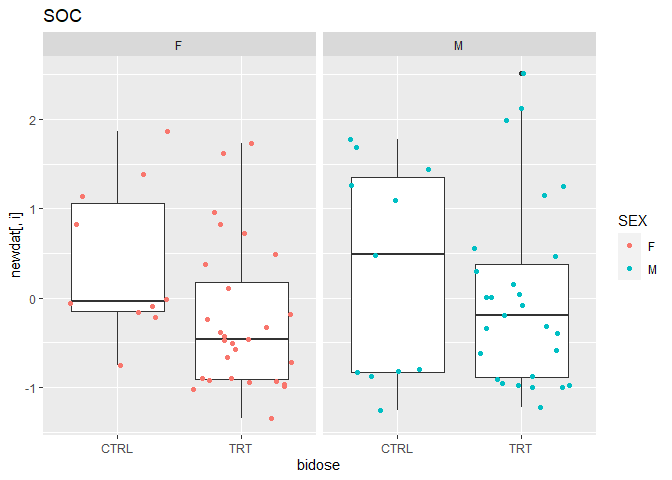 SOC
F
M
2
1
0
-1
newdat[, i]
CTRL
TRT
CTRL
TRT
bidose
SEX
F
M